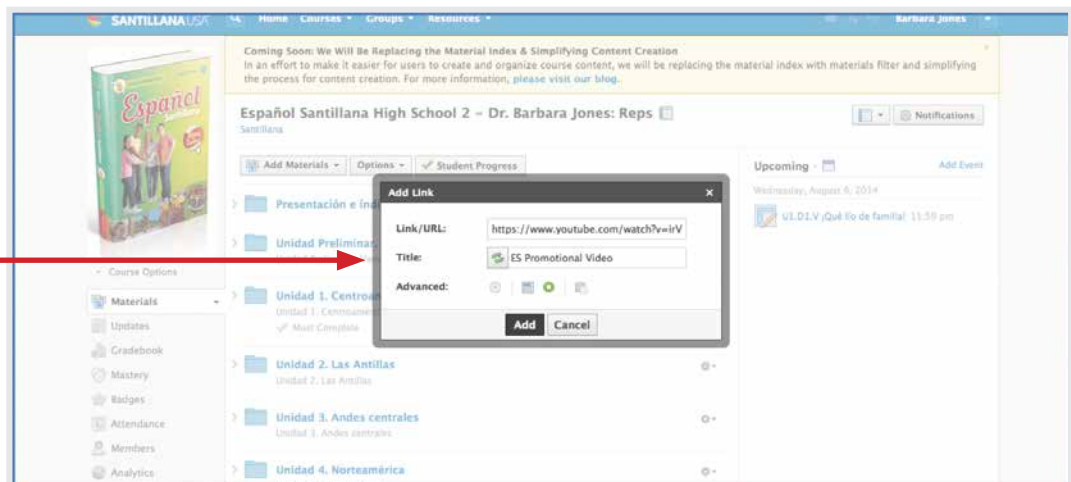 SANTILLANA USA Home Courses Groups Resources Barbara Jones
Coming Soon: We Will Be Replacing the Material Index & Simplifying Content Creation
In an effort to make it easier for users to create and organize course content, we will be replacing the material index with materials filter and simplifying
the process for content creation. For more information, please visit our blog.
Español
Español Santillana High School 2 – Dr. Barbara Jones: Reps
Notifications
Santillana
Add Materials Options Student Progress
Upcoming Add Event
Wednesday, August 6, 2014
U1.D1.V ¡Qué lío de familia! 11:59 pm
Add Link
Link/URL: https://www.youtube.com/watch?v=irV
Title: ES Promotional Video
Advanced:
Add Cancel
Course Options
Materials
Updates
Gradebook
Mastery
Badges
Attendance
Members
Analytics
Presentación e
Unidad Preliminar.
Unidad 1.
Unidad 1.
Must Complete
Unidad 2. Las Antillas
Unidad 2. Las Antillas
Unidad 3. Andes centrales
Unidad 3. Andes centrales
Unidad 4. Norteamérica